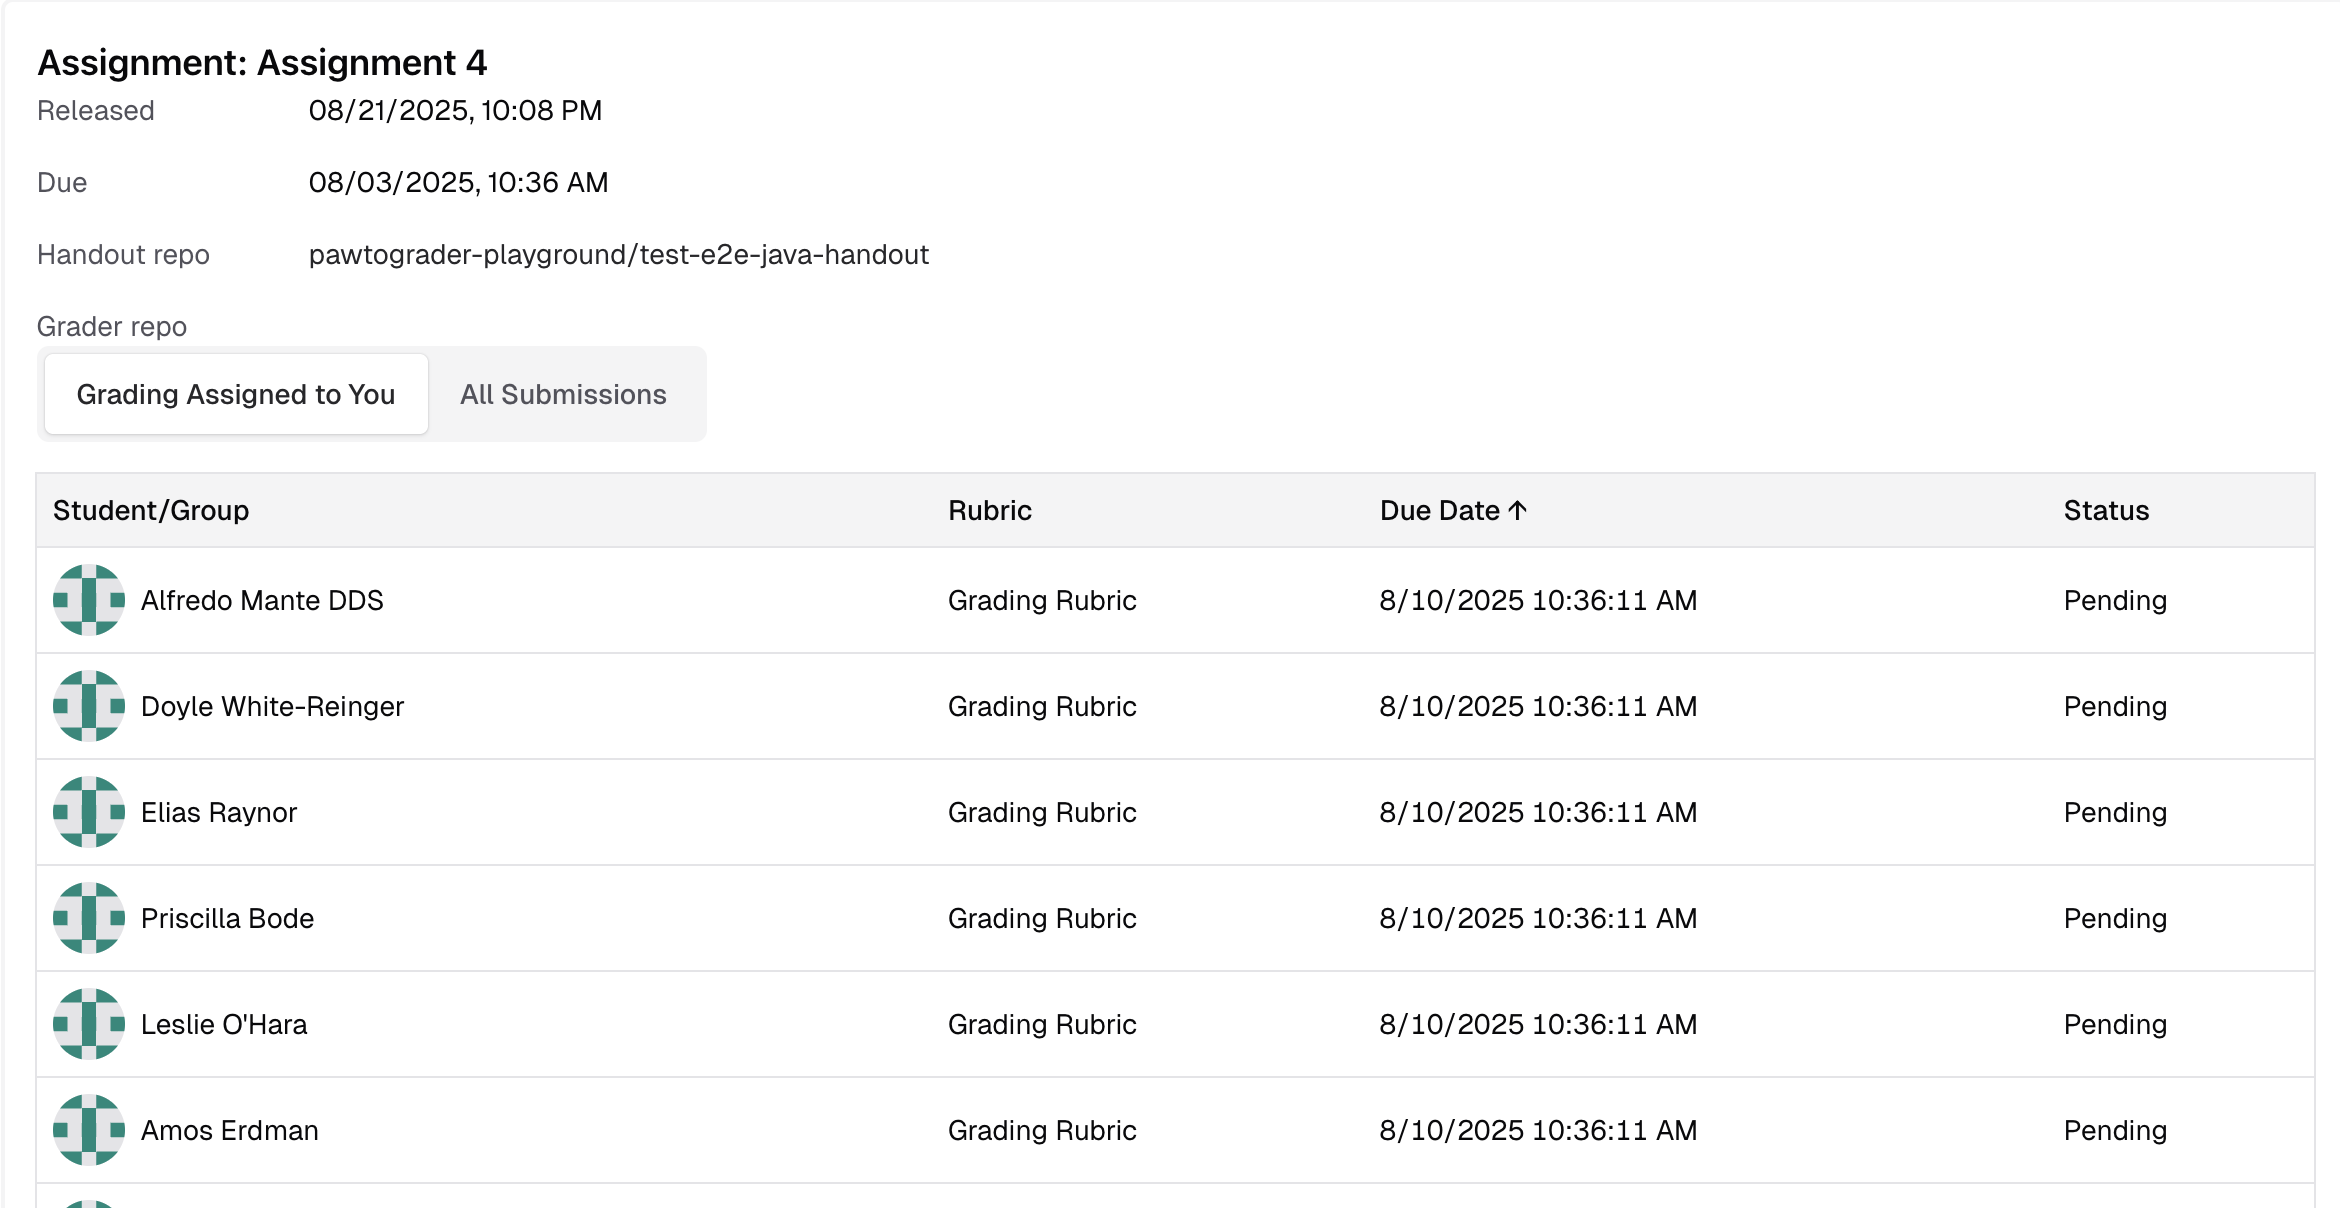 Assignment: Assignment 4
Released 08/21/2025, 10:08 PM
Due 08/03/2025, 10:36 AM
Handout repo pawtograder-playground/test-e2e-java-handout
Grader repo
Grading Assigned to You All Submissions
Student/Group Rubric Due Date ↑ Status
Alfredo Mante DDS Grading Rubric 8/10/2025 10:36:11 AM Pending
Doyle White-Reinger Grading Rubric 8/10/2025 10:36:11 AM Pending
Elias Raynor Grading Rubric 8/10/2025 10:36:11 AM Pending
Priscilla Bode Grading Rubric 8/10/2025 10:36:11 AM Pending
Leslie O'Hara Grading Rubric 8/10/2025 10:36:11 AM Pending
Amos Erdman Grading Rubric 8/10/2025 10:36:11 AM Pending